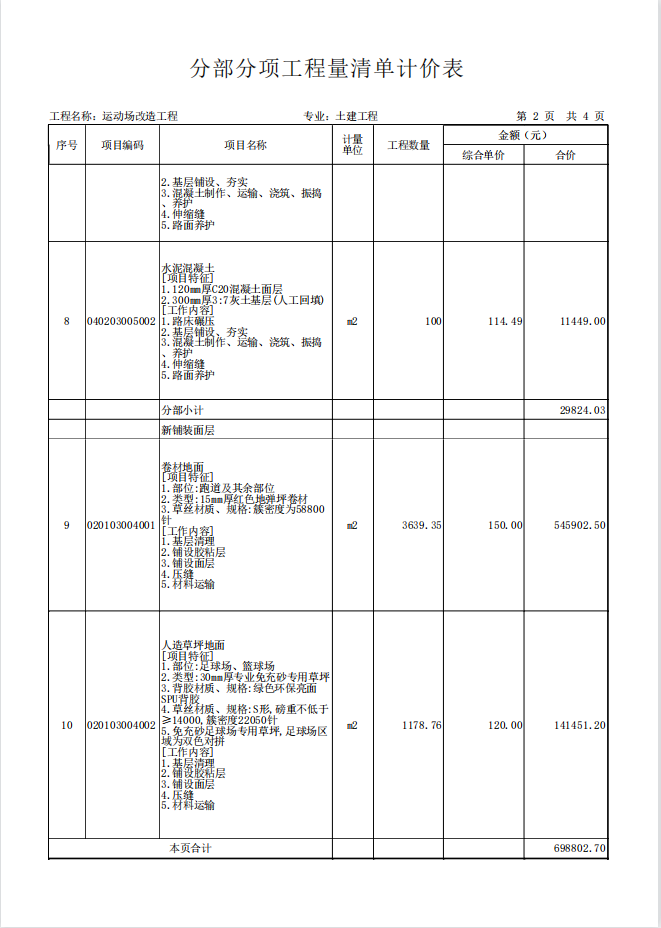 分部分项工程量清单计价表
工程名称：运动场改造工程 专业：土建工程 第 2 页 共 4 页
序号 项目编码 项目名称 计量单位 工程数量 金额（元）
综合单价 合价
2.基层铺设、夯实
3.混凝土制作、运输、浇筑、振捣
、养护
4.伸缩缝
5.路面养护
水泥混凝土
[项目特征]
1.120mm厚C20混凝土面层
2.300mm厚3:7灰土基层(人工回填)
[工作内容]
8 040203005002 1.路床碾压 m2 100 114.49 11449.00
2.基层铺设、夯实
3.混凝土制作、运输、浇筑、振捣
、养护
4.伸缩缝
5.路面养护
分部小计 29824.03
新铺装面层
卷材地面
[项目特征]
1.部位:跑道及其余部位
2.类型:15mm厚红色地弹坪卷材
3.草丝材质、规格:簇密度为58800
9 020103004001 针 m2 3639.35 150.00 545902.50
[工作内容]
1.基层清理
2.铺设胶粘层
3.铺设面层
4.压缝
5.材料运输
人造草坪地面
[项目特征]
1.部位:足球场、篮球场
2.类型:30mm厚专业免充砂专用草坪
3.背胶材质、规格:绿色环保亮面
SPU背胶
4.草丝材质、规格:S形,磅重不低于
≥14000,簇密度22050针
10 020103004002 5.免充砂足球场专用草坪,足球场区 m2 1178.76 120.00 141451.20
域为双色对拼
[工作内容]
1.基层清理
2.铺设胶粘层
3.铺设面层
4.压缝
5.材料运输
本页合计 698802.70